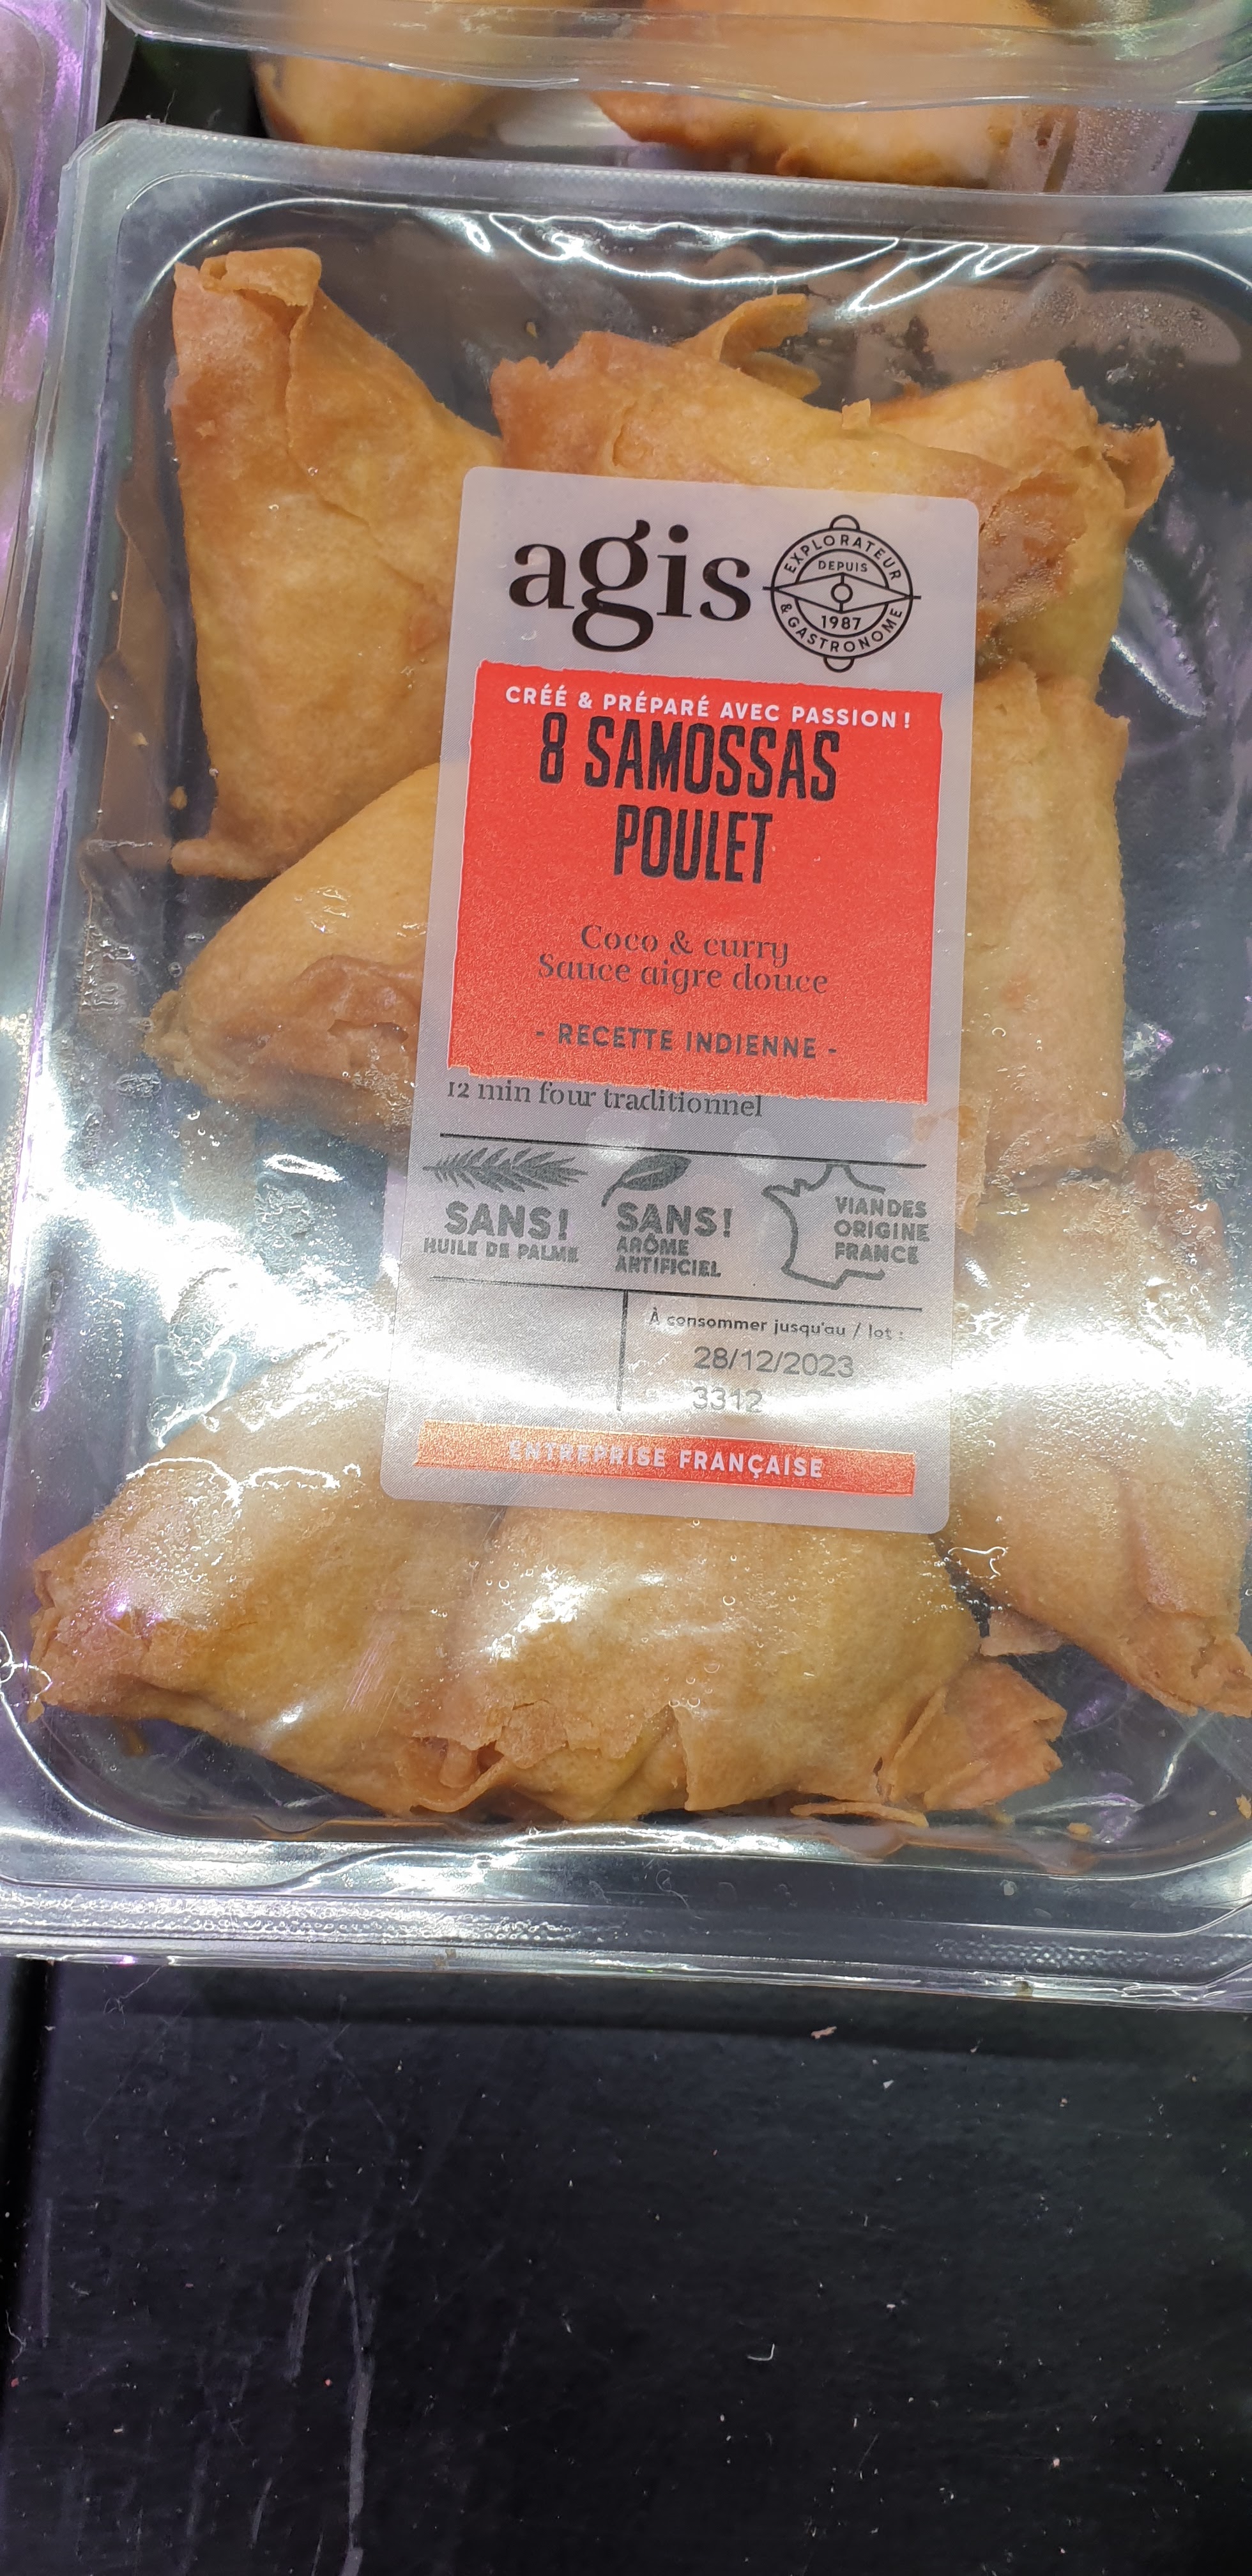 agis
EXPLORATEUR
DEPUIS
1987
& GASTRONOME
CRÉÉ & PRÉPARÉ AVEC PASSION !
8 SAMOSSAS
POULET
Coco & curry
Sauce aigre douce
- RECETTE INDIENNE -
12 min four traditionnel
SANS!
HUILE DE PALME
SANS!
ARÔME
ARTIFICIEL
VIANDES
ORIGINE
FRANCE
À consommer jusqu'au / lot :
28/12/2023
3312
ENTREPRISE FRANÇAISE